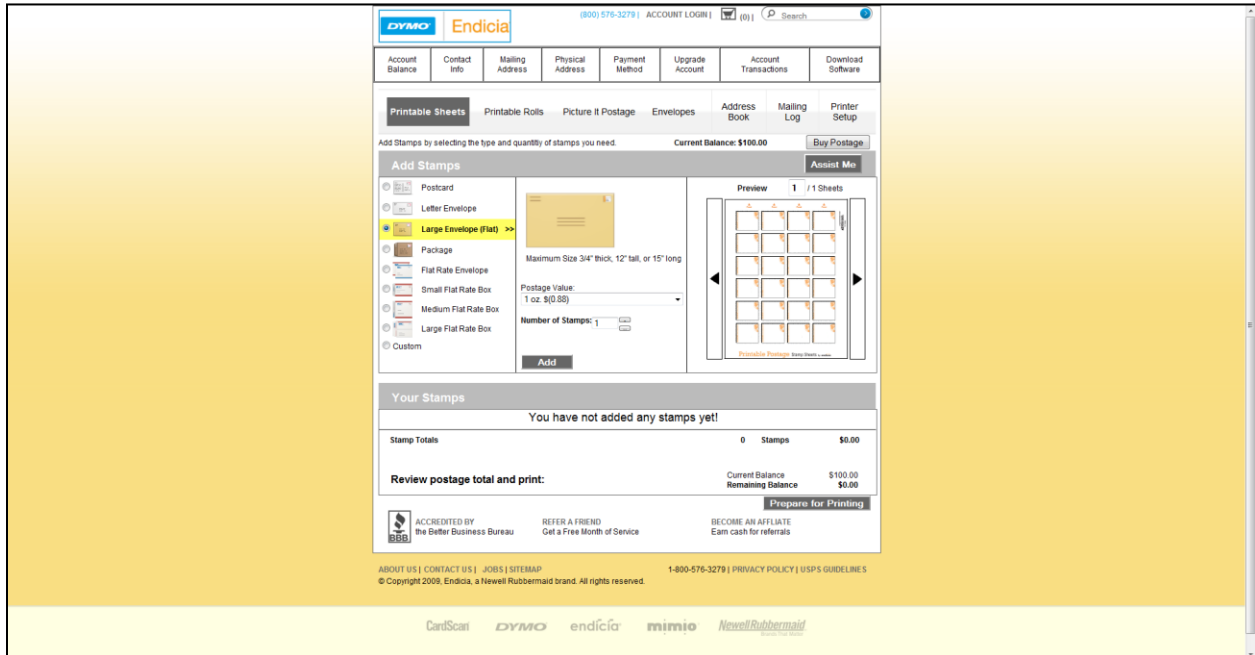 (800) 576-3279 | ACCOUNT LOGIN | (0) | Search
DYMO Endicia
Account Balance
Contact Info
Mailing Address
Physical Address
Payment Method
Upgrade Account
Account Transactions
Download Software
Printable Sheets
Printable Rolls
Picture It Postage
Envelopes
Address Book
Mailing Log
Printer Setup
Add Stamps by selecting the type and quantitiy of stamps you need.
Current Balance: $100.00
Buy Postage
Add Stamps
Assist Me
Postcard
Letter Envelope
Large Envelope (Flat) >>
Package
Flat Rate Envelope
Small Flat Rate Box
Medium Flat Rate Box
Large Flat Rate Box
Custom
Maximum Size 3/4" thick, 12" tall, or 15" long
Postage Value:
1 oz. $(0.88)
Number of Stamps: 1
Add
Preview 1 / 1 Sheets
Printable Postage
Your Stamps
You have not added any stamps yet!
Stamp Totals 0 Stamps $0.00
Review postage total and print:
Current Balance $100.00
Remaining Balance $0.00
Prepare for Printing
BBB
ACCREDITED BY
the Better Business Bureau
REFER A FRIEND
Get a Free Month of Service
BECOME AN AFFLIATE
Earn cash for referrals
ABOUT US | CONTACT US | JOBS | SITEMAP
1-800-576-3279 | PRIVACY POLICY | USPS GUIDELINES
© Copyright 2009, Endicia, a Newell Rubbermaid brand. All rights reserved.
CardScan DYMO endicia mimio NewellRubbermaid